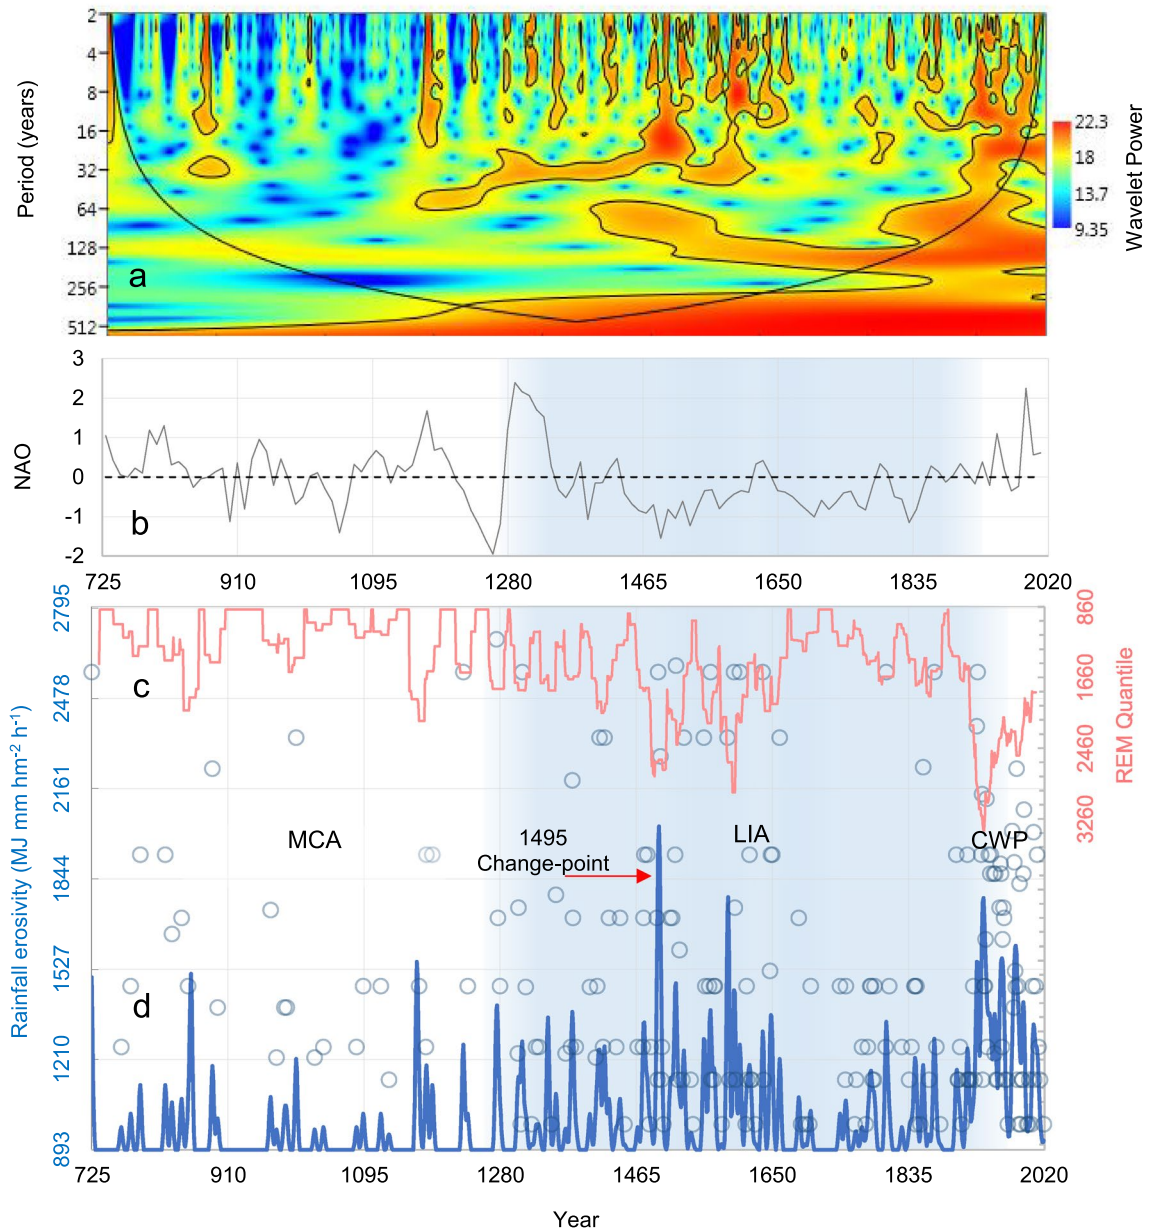 2
4
8
16
32
64
128
256
512
Period (years)
a
22.3
18
13.7
9.35
Wavelet Power
3
2
1
0
-1
-2
NAO
b
725 910 1095 1280 1465 1650 1835 2020
2795
2478
2161
1844
1527
1210
893
Rainfall erosivity (MJ mm hm-2 h-1)
860
1660
2460
3260
REM Quantile
c
MCA
1495
Change-point
LIA
CWP
d
725 910 1095 1280 1465 1650 1835 2020
Year